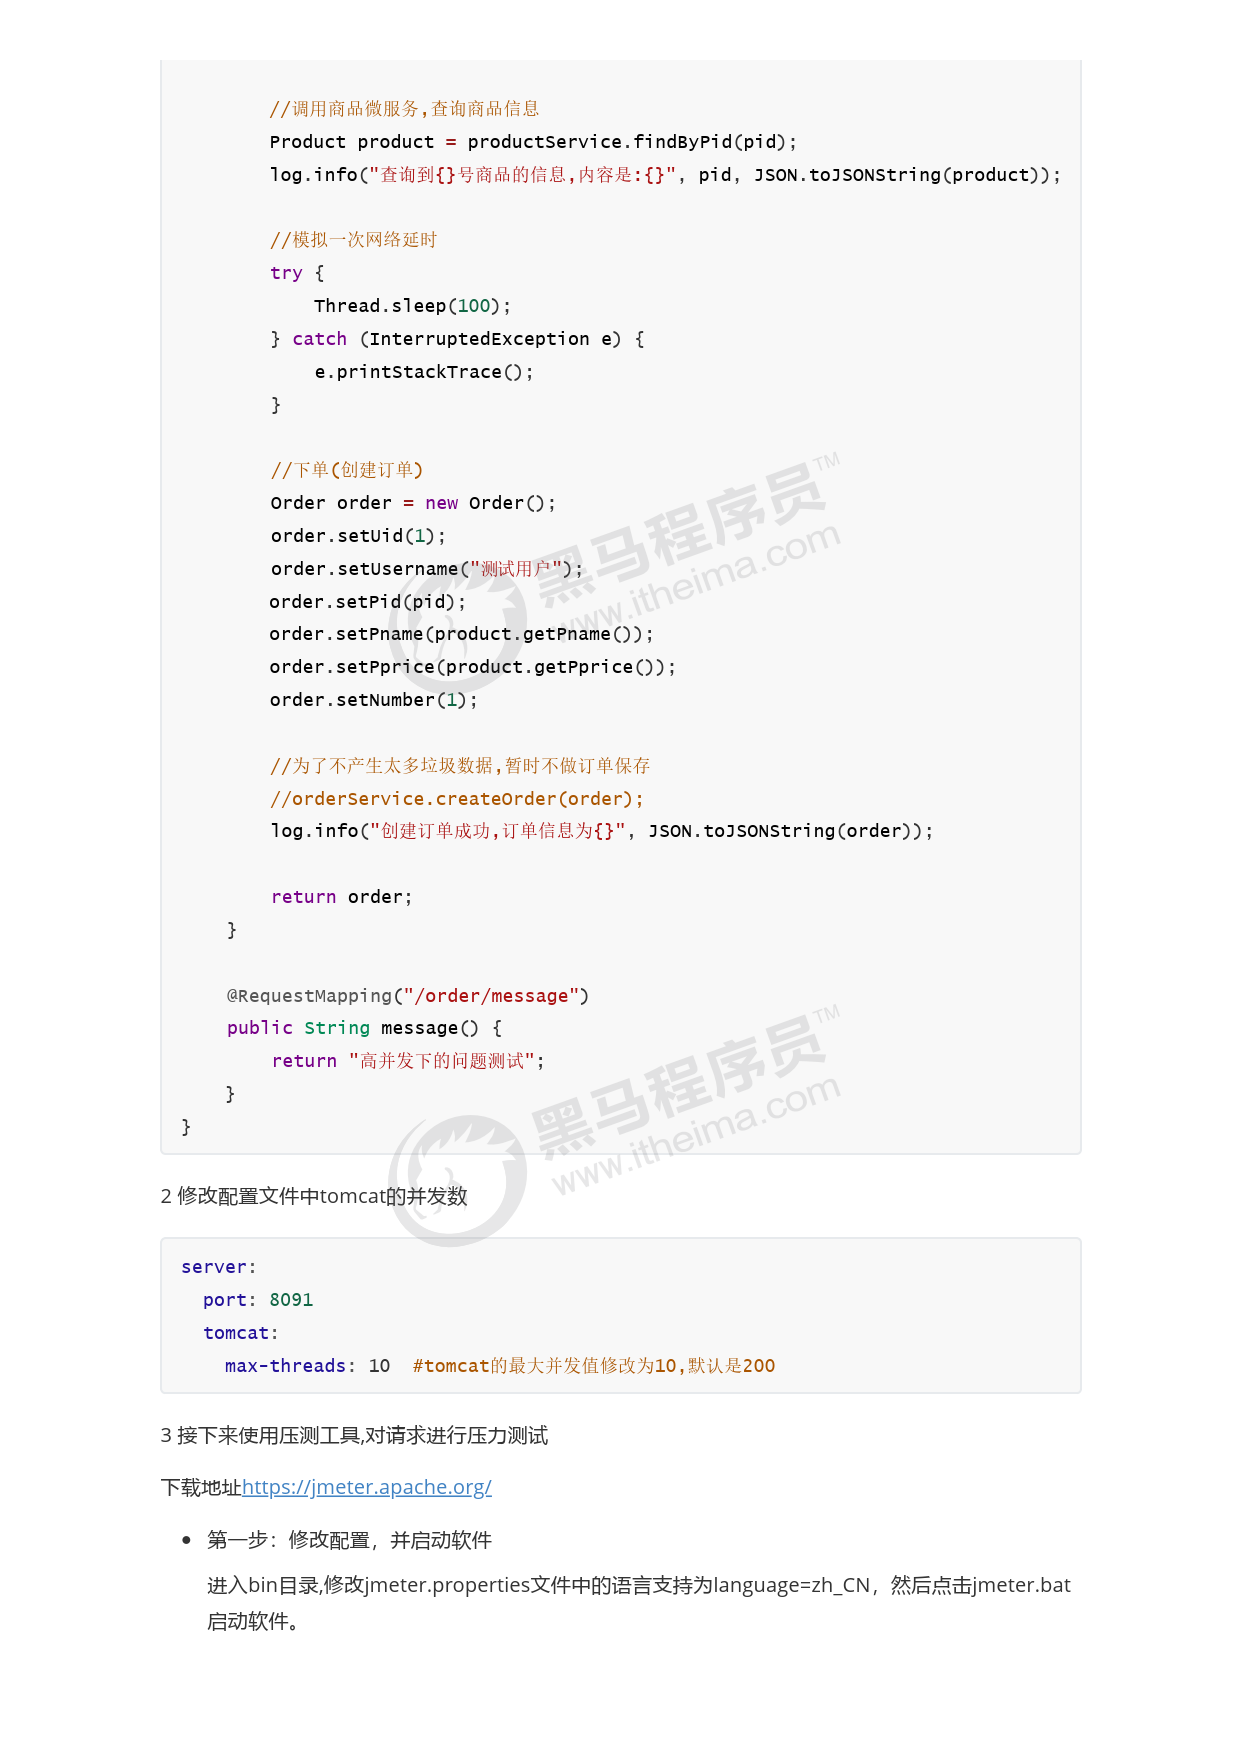 //调用商品微服务,查询商品信息
Product product = productService.findByPid(pid);
log.info("查询到{}号商品的信息,内容是:{}", pid, JSON.toJSONString(product));
//模拟一次网络延时
try {
Thread.sleep(100);
} catch (InterruptedException e) {
e.printStackTrace();
}
//下单(创建订单)
Order order = new Order();
order.setUid(1);
order.setUsername("测试用户");
order.setPid(pid);
order.setPname(product.getPname());
order.setPprice(product.getPprice());
order.setNumber(1);
//为了不产生太多垃圾数据,暂时不做订单保存
//orderService.createOrder(order);
log.info("创建订单成功,订单信息为{}", JSON.toJSONString(order));
return order;
}
@RequestMapping("/order/message")
public String message() {
return "高并发下的问题测试";
}
}
黑马程序员™
www.itheima.com
黑马程序员™
www.itheima.com
2 修改配置文件中tomcat的并发数
server:
port: 8091
tomcat:
max-threads: 10  #tomcat的最大并发值修改为10,默认是200
3 接下来使用压测工具,对请求进行压力测试
下载地址https://jmeter.apache.org/
• 第一步：修改配置，并启动软件
进入bin目录,修改jmeter.properties文件中的语言支持为language=zh_CN，然后点击jmeter.bat
启动软件。